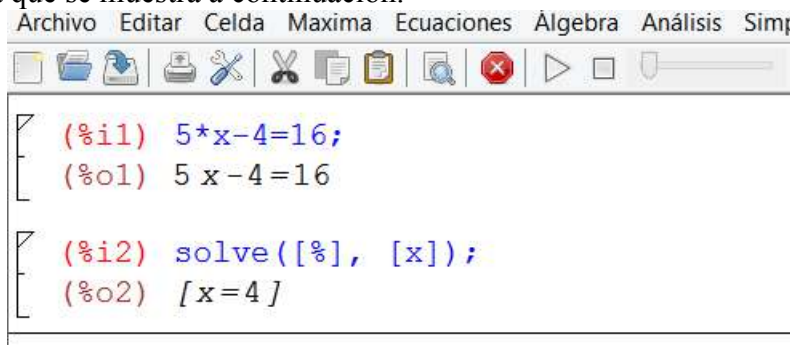 que se muestra a continuación.
Archivo Editar Celda Maxima Ecuaciones Álgebra Análisis
(%i1) 5*x-4=16;
(%o1) 5 x-4=16
(%i2) solve([%], [x]);
(%o2) [x=4]